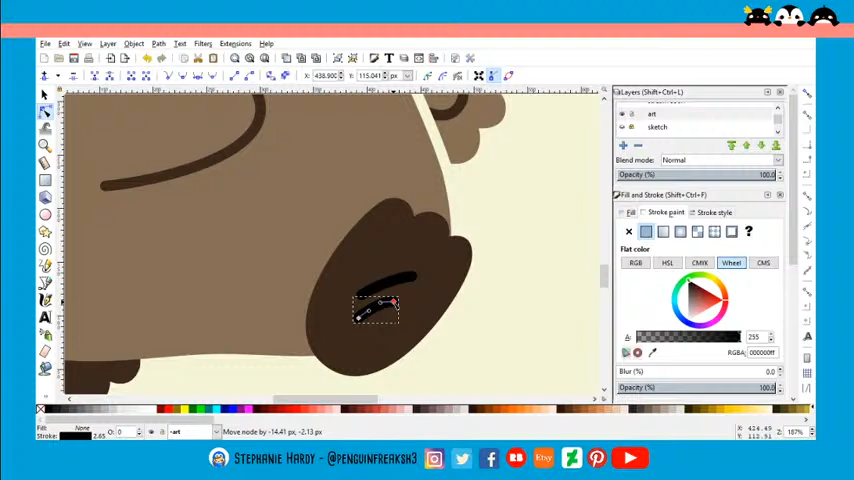 File Edit View Layer Object Path Text Filters Extensions Help
X: 438.900 Y: 115.041 px
Layers (Shift+Ctrl+L)
art
sketch
Blend mode: Normal
Opacity (%) 100.0
Fill and Stroke (Shift+Ctrl+F)
Fill Stroke paint Stroke style
Flat color
RGB HSL CMYK Wheel CMS
A: 255
RGBA: 000000ff
Blur (%) 0.0
Opacity (%) 100.0
Fill: None
Stroke: 2.65 O: 0 -art Move node by -14.41 px, -2.13 px X: 424.49 Y: 112.91 Z: 187%
STEPHANIE HARDY - @PENGUINFREAKSH3 Etsy